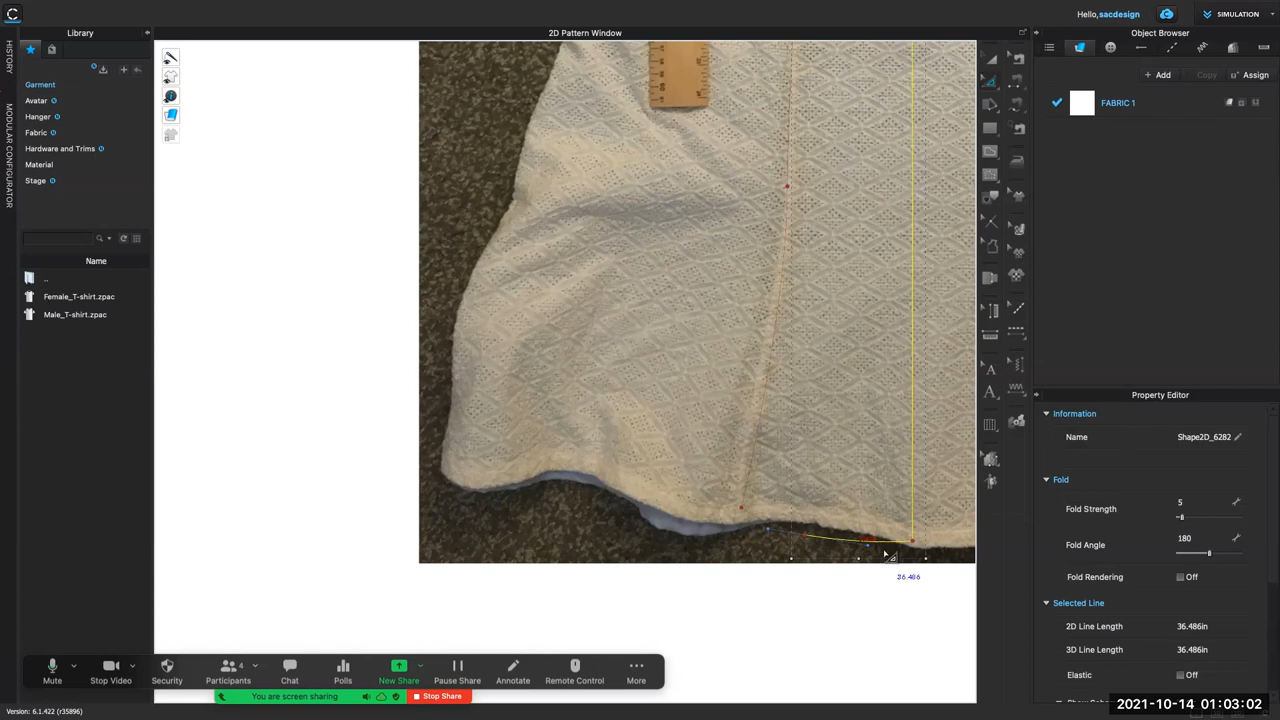 Hello, sacdesign
SIMULATION
HISTORY
MODULAR CONFIGURATOR
Library
2D Pattern Window
Object Browser
Garment
Avatar
Hanger
Fabric
Hardware and Trims
Material
Stage
Name
..
Female_T-shirt.zpac
Male_T-shirt.zpac
+ Add
Copy
Assign
FABRIC 1
36.486
Property Editor
Information
Name
Shape2D_6282
Fold
Fold Strength
5
Fold Angle
180
Fold Rendering
Off
Selected Line
2D Line Length
36.486in
3D Line Length
36.486in
Elastic
Off
Mute
Stop Video
Security
4
Participants
Chat
Polls
New Share
Pause Share
Annotate
Remote Control
More
You are screen sharing
Stop Share
Version: 6.1.422 (r35896)
2021-10-14 01:03:02